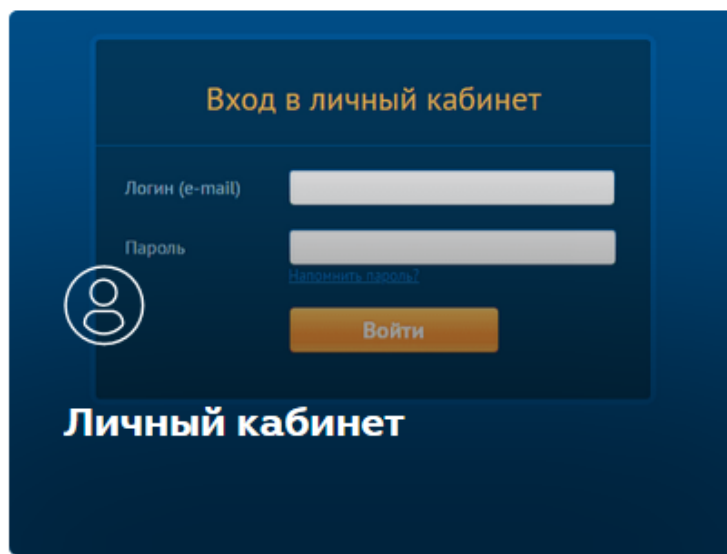 Вход в личный кабинет
Логин (e-mail)
Пароль
Напомнить пароль?
Войти
Личный кабинет